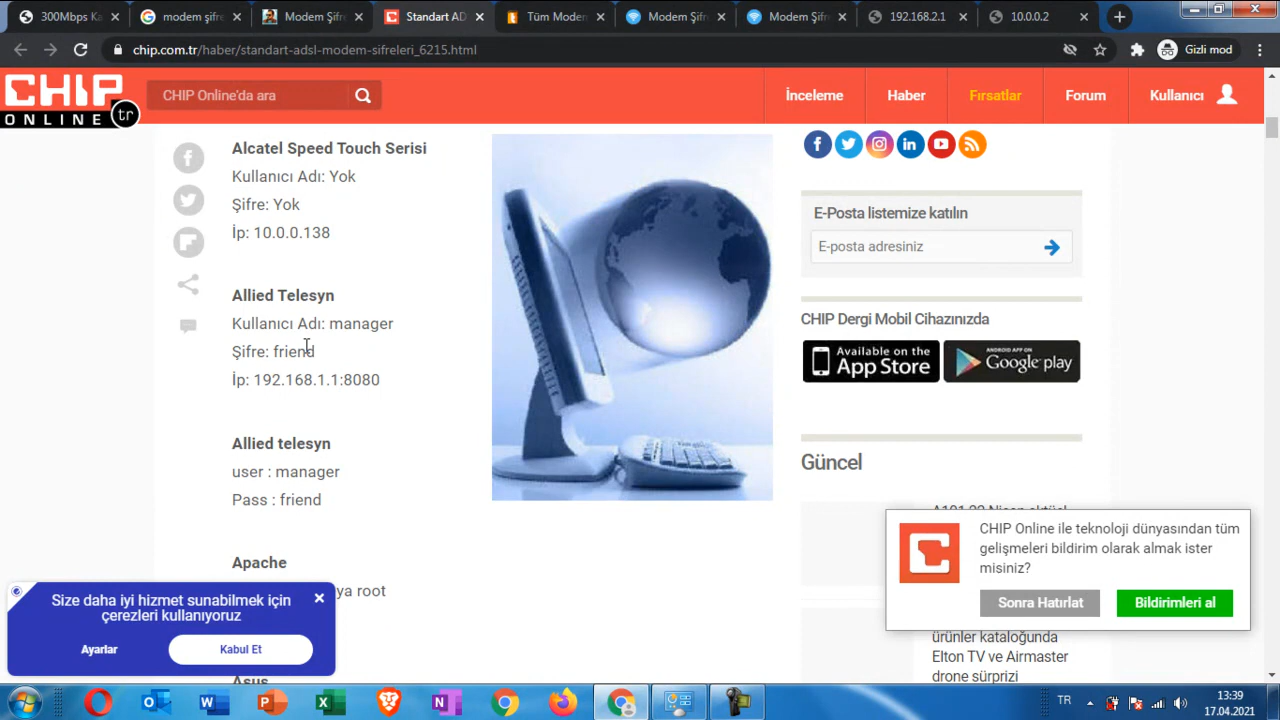 300Mbps Ka
modem şifre
Modem Şifre
Standart AD
Tüm Moden
Modem Şifre
Modem Şifre
192.168.2.1
10.0.0.2
chip.com.tr/haber/standart-adsl-modem-sifreleri_6215.html
Gizli mod
CHIP
ONLINE
tr
CHIP Online'da ara
İnceleme
Haber
Fırsatlar
Forum
Kullanıcı
Alcatel Speed Touch Serisi
Kullanıcı Adı: Yok
Şifre: Yok
İp: 10.0.0.138
Allied Telesyn
Kullanıcı Adı: manager
Şifre: friend
İp: 192.168.1.1:8080
Allied telesyn
user : manager
Pass : friend
Apache
ya root
Asus
E-Posta listemize katılın
E-posta adresiniz
CHIP Dergi Mobil Cihazınızda
Available on the
App Store
ANDROID APP ON
Google play
Güncel
CHIP Online ile teknoloji dünyasından tüm
gelişmeleri bildirim olarak almak ister
misiniz?
Sonra Hatırlat
Bildirimleri al
ürünler kataloğunda
Elton TV ve Airmaster
drone sürprizi
Size daha iyi hizmet sunabilmek için
çerezleri kullanıyoruz
Ayarlar
Kabul Et
TR
13:39
17.04.2021